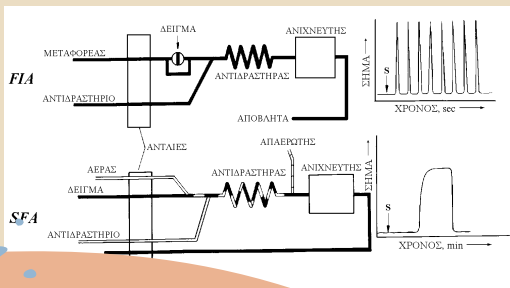 ΔΕΙΓΜΑ
ΜΕΤΑΦΟΡΕΑΣ
ΑΝΙΧΝΕΥΤΗΣ
FIA
ΑΝΤΙΔΡΑΣΤΗΡΑΣ
ΑΝΤΙΔΡΑΣΤΗΡΙΟ
ΑΠΟΒΛΗΤΑ
ΣΗΜΑ
S
ΧΡΟΝΟΣ, sec
ΑΝΤΛΙΕΣ
ΑΠΑΕΡΩΤΗΣ
ΑΕΡΑΣ
ΑΝΤΙΔΡΑΣΤΗΡΑΣ
ΑΝΙΧΝΕΥΤΗΣ
ΔΕΙΓΜΑ
SFA
ΑΝΤΙΔΡΑΣΤΗΡΙΟ
ΣΗΜΑ
S
ΧΡΟΝΟΣ, min